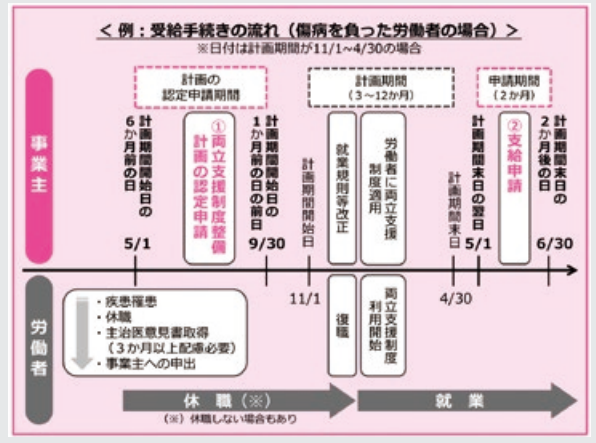 ＜ 例：受給手続きの流れ（傷病を負った労働者の場合）＞
※日付は計画期間が11/1~4/30の場合
計画の
認定申請期間
計画期間
（３～12か月）
申請期間
（２か月）
事業主
計画期間開始日の
６か月前の日
5/1
①両立支援制度整備
計画の認定申請
計画期間開始日の
１か月前の日の前日
9/30
計画期間開始日
11/1
就業規則等改正
労働者に両立支援
制度適用
計画期間末日
4/30
計画期間末日の翌日
5/1
②支給申請
計画期間末日の
２か月後の日
6/30
労働者
・疾患罹患
・休職
・主治医意見書取得
（３か月以上配慮必要）
・事業主への申出
復職
両立支援制度
利用開始
休 職（※）
就 業
（※）休職しない場合もあり